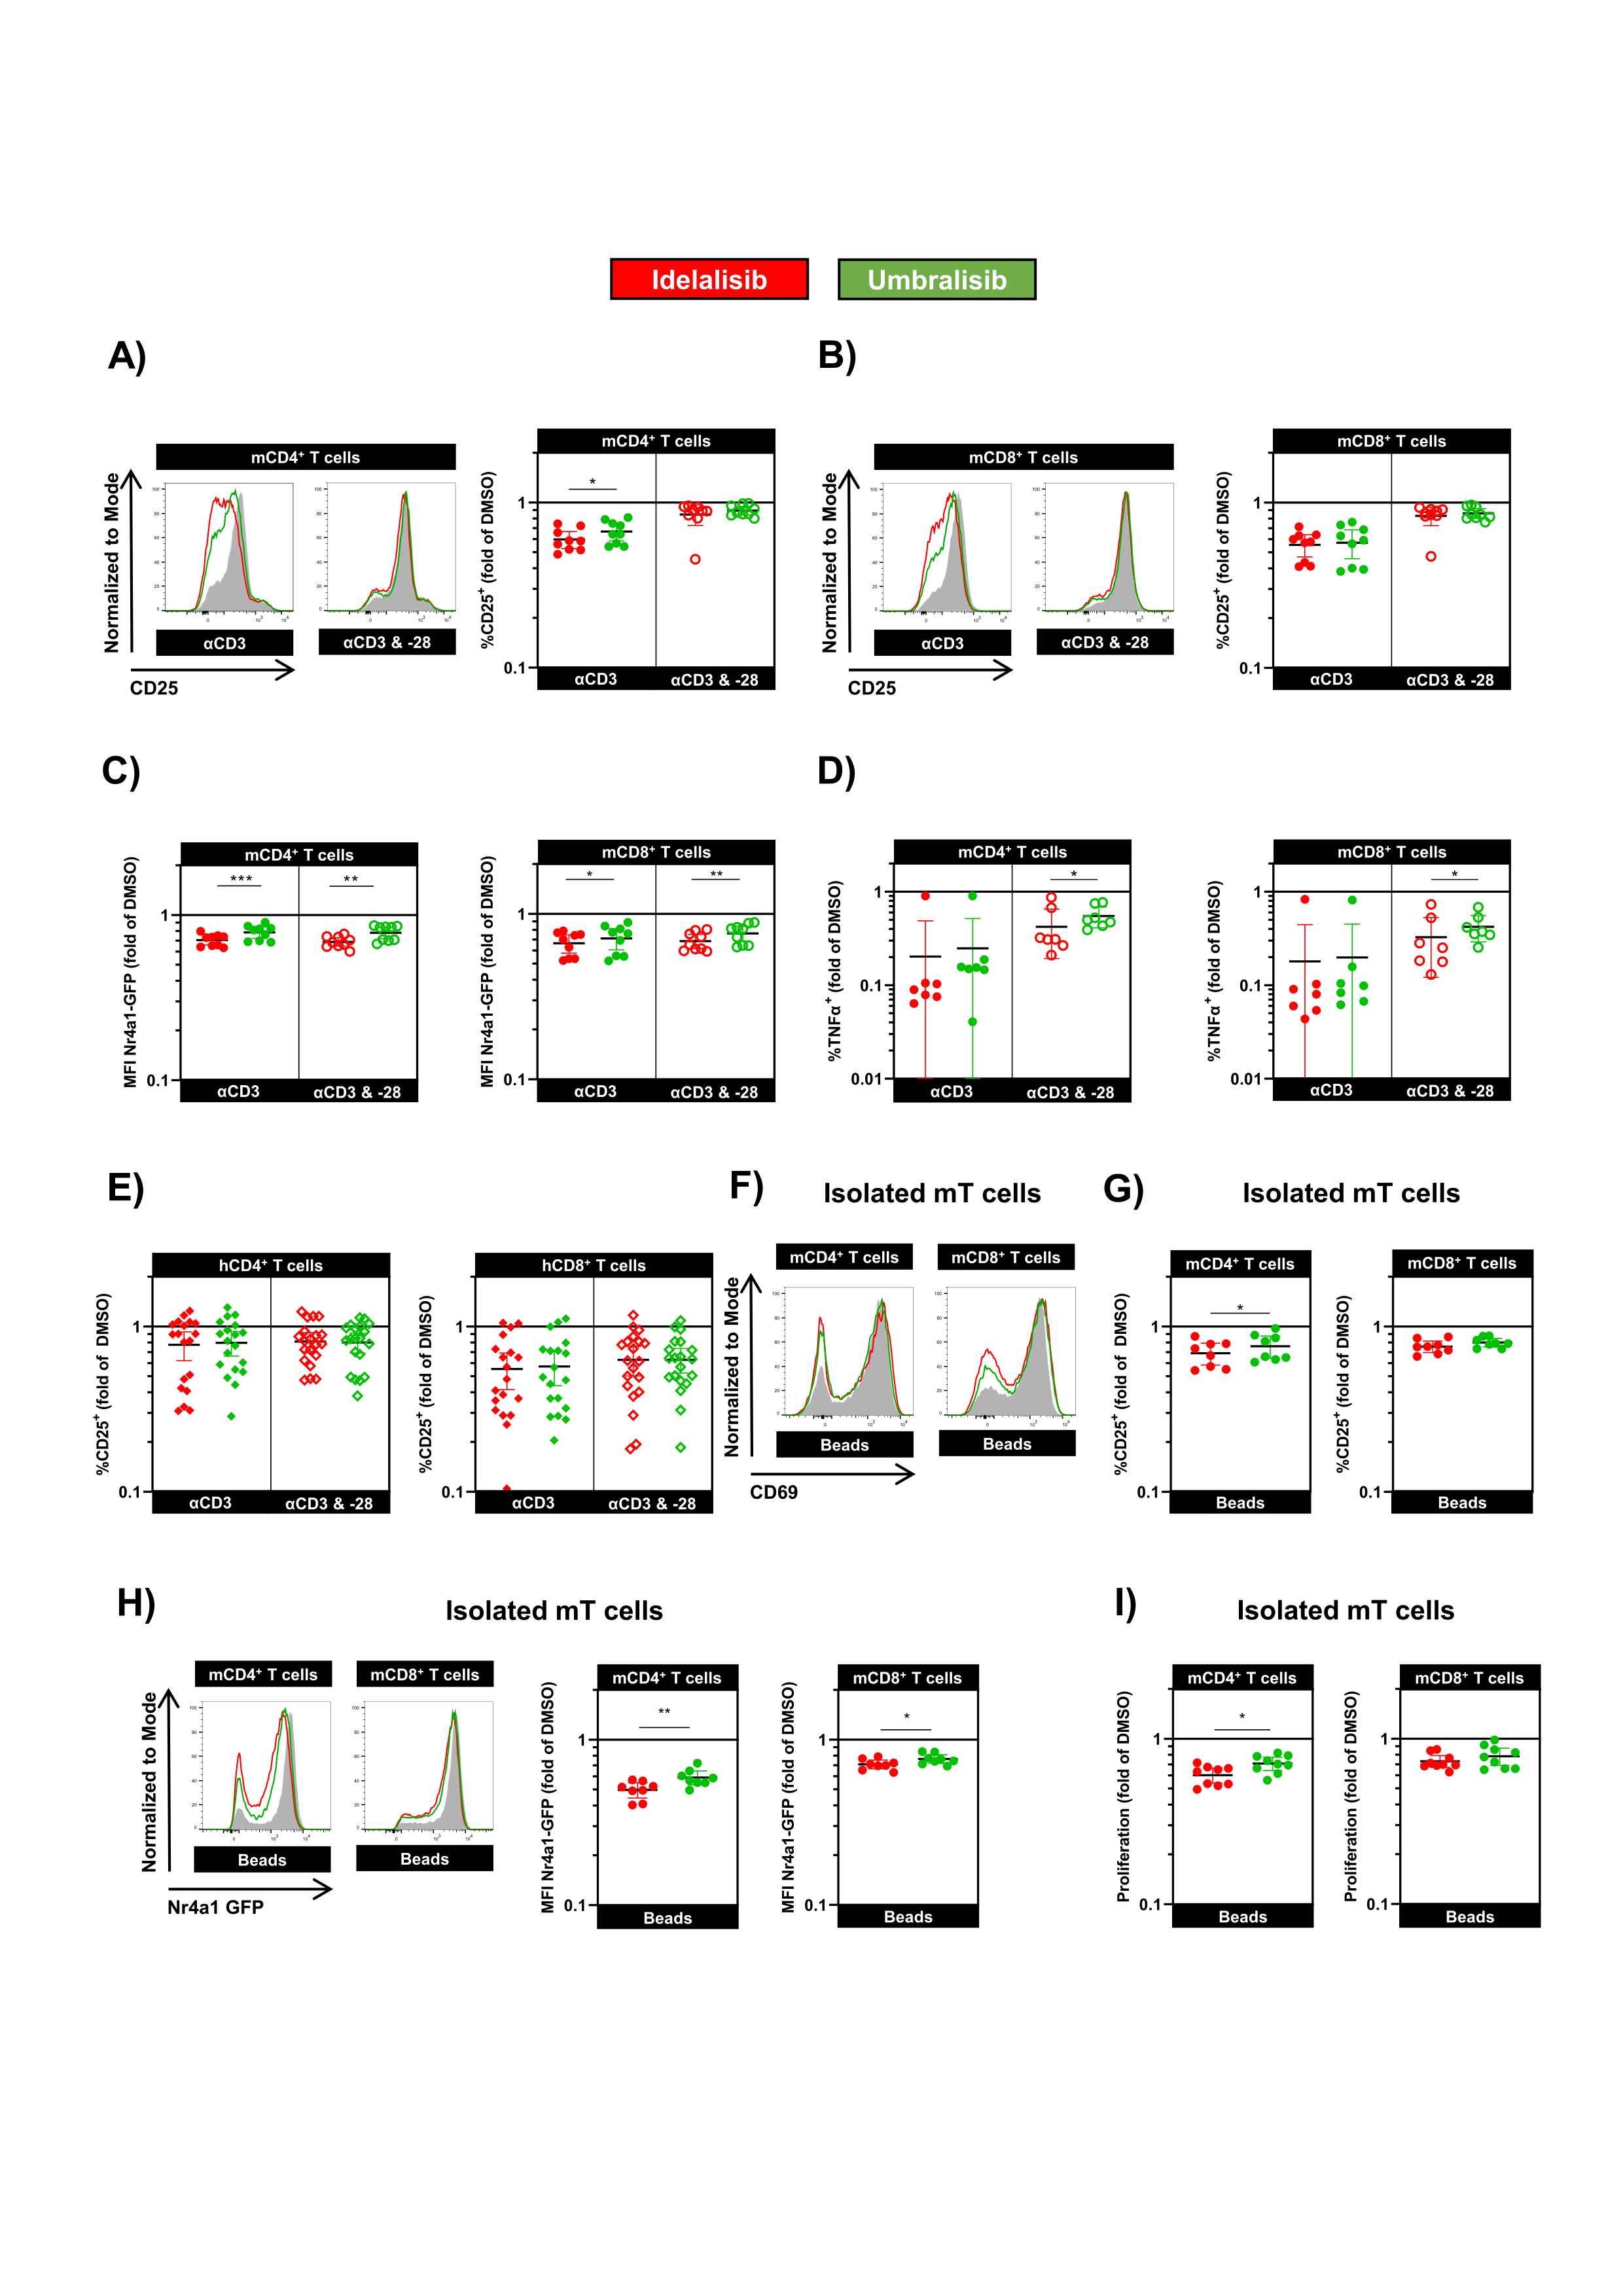 Idelalisib
Umbralisib
A)
B)
mCD4⁺ T cells
Normalized to Mode
100
80
60
40
20
0
0
10³
10⁴
αCD3
αCD3 & -28
CD25
mCD4⁺ T cells
%CD25⁺ (fold of DMSO)
1
0.1
*
αCD3
αCD3 & -28
mCD8⁺ T cells
Normalized to Mode
αCD3
αCD3 & -28
CD25
mCD8⁺ T cells
%CD25⁺ (fold of DMSO)
1
0.1
αCD3
αCD3 & -28
C)
D)
mCD4⁺ T cells
MFI Nr4a1-GFP (fold of DMSO)
1
0.1
***
**
αCD3
αCD3 & -28
mCD8⁺ T cells
MFI Nr4a1-GFP (fold of DMSO)
1
0.1
*
**
αCD3
αCD3 & -28
mCD4⁺ T cells
%TNFα⁺ (fold of DMSO)
1
0.1
0.01
*
αCD3
αCD3 & -28
mCD8⁺ T cells
%TNFα⁺ (fold of DMSO)
1
0.1
0.01
*
αCD3
αCD3 & -28
E)
hCD4⁺ T cells
%CD25⁺ (fold of DMSO)
1
0.1
αCD3
αCD3 & -28
hCD8⁺ T cells
%CD25⁺ (fold of DMSO)
1
0.1
αCD3
αCD3 & -28
F)
Isolated mT cells
mCD4⁺ T cells
mCD8⁺ T cells
Normalized to Mode
Beads
Beads
CD69
G)
Isolated mT cells
mCD4⁺ T cells
%CD25⁺ (fold of DMSO)
1
0.1
*
Beads
mCD8⁺ T cells
%CD25⁺ (fold of DMSO)
1
0.1
Beads
H)
Isolated mT cells
mCD4⁺ T cells
mCD8⁺ T cells
Normalized to Mode
Beads
Beads
Nr4a1 GFP
mCD4⁺ T cells
MFI Nr4a1-GFP (fold of DMSO)
1
0.1
**
Beads
mCD8⁺ T cells
MFI Nr4a1-GFP (fold of DMSO)
1
0.1
*
Beads
I)
Isolated mT cells
mCD4⁺ T cells
Proliferation (fold of DMSO)
1
0.1
*
Beads
mCD8⁺ T cells
Proliferation (fold of DMSO)
1
0.1
Beads